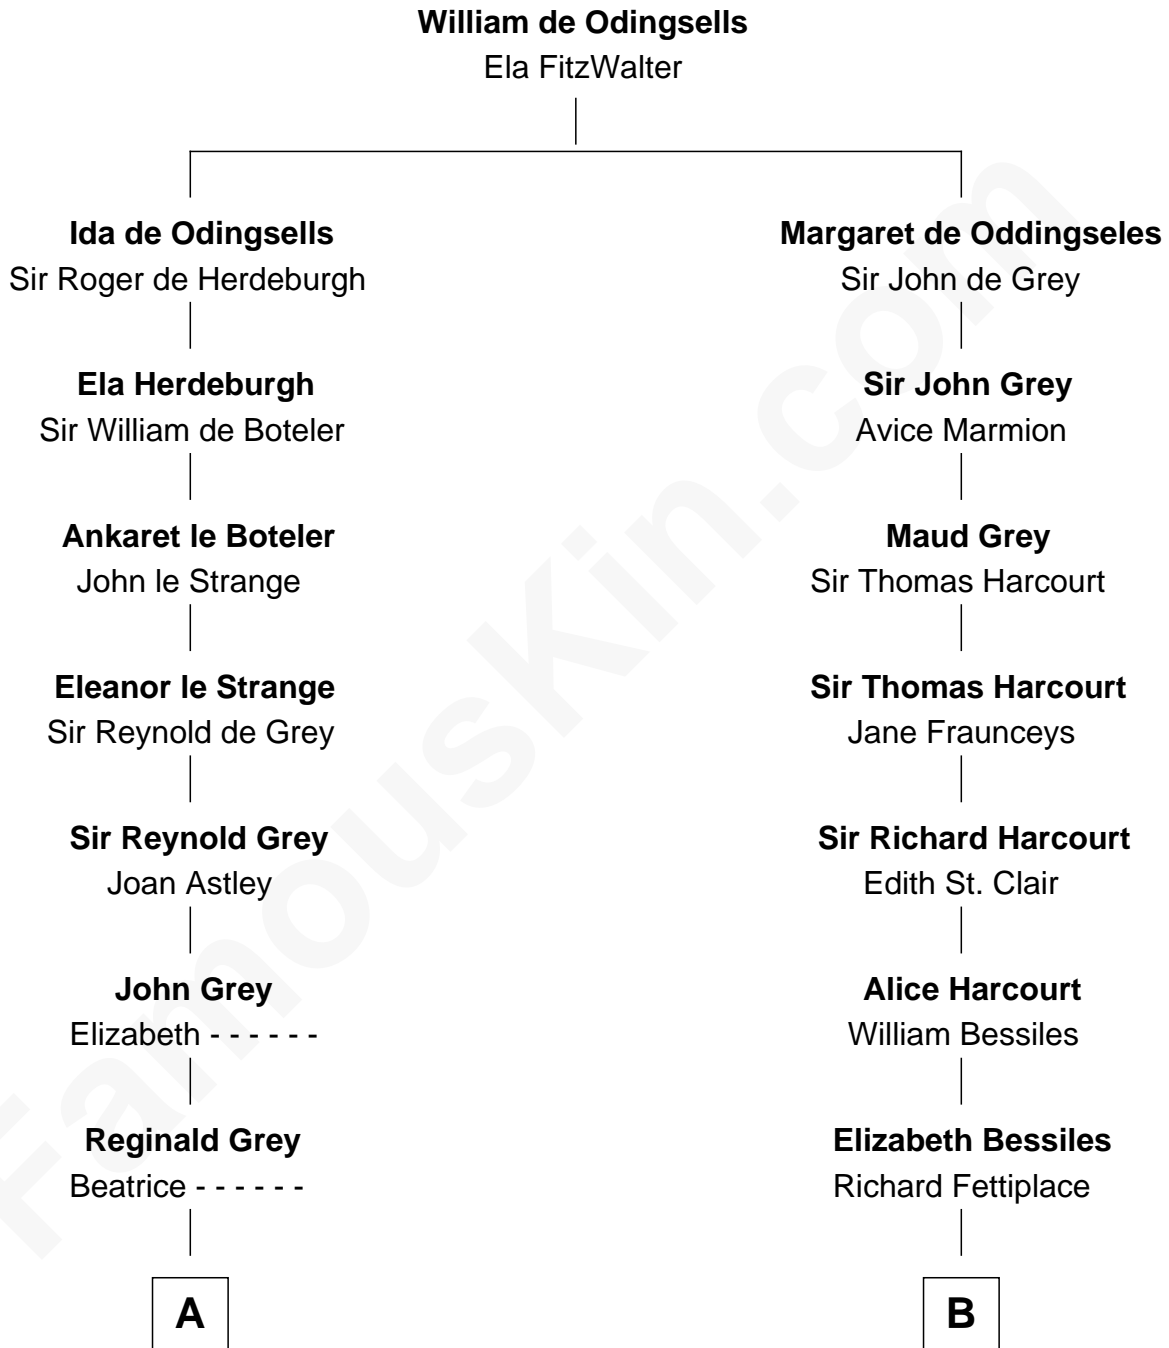 William de Odingsells
Ela FitzWalter
Ida de Odingsells
Sir Roger de Herdeburgh
Ela Herdeburgh
Sir William de Boteler
Ankaret le Boteler
John le Strange
Eleanor le Strange
Sir Reynold de Grey
Sir Reynold Grey
Joan Astley
John Grey
Elizabeth - - - - - -
Reginald Grey
Beatrice - - - - - -
A
Margaret de Oddingseles
Sir John de Grey
Sir John Grey
Avice Marmion
Maud Grey
Sir Thomas Harcourt
Sir Thomas Harcourt
Jane Fraunceys
Sir Richard Harcourt
Edith St. Clair
Alice Harcourt
William Bessiles
Elizabeth Bessiles
Richard Fettiplace
B
FamousKin.com